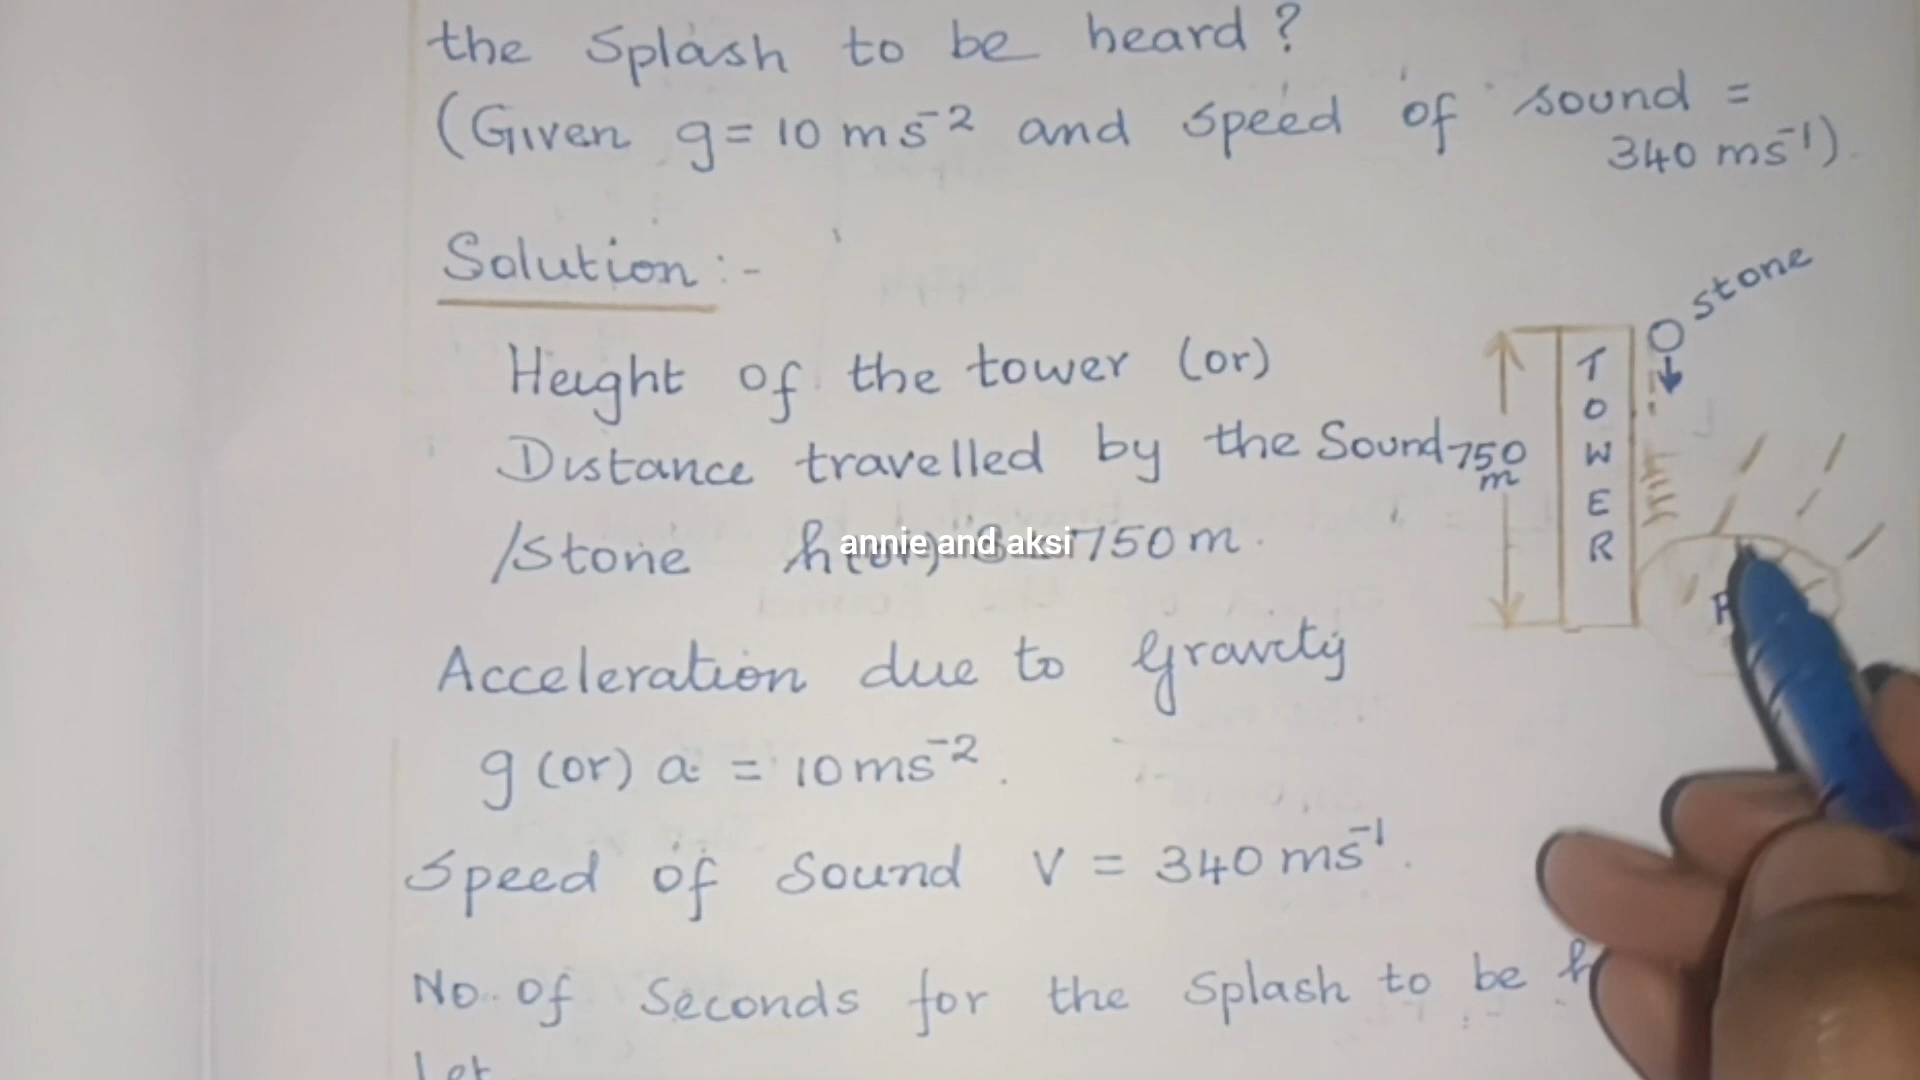 the splash to be heard?
(Given g = 10 ms⁻² and speed of sound =
340 ms⁻¹).
Solution :-
stone
Height of the tower (or)
Distance travelled by the Sound
750
m
TOWER
/Stone h (or) 750 m.
annie and aksi
Acceleration due to gravity
g (or) a = 10 ms⁻².
Speed of Sound V = 340 ms⁻¹.
No. of Seconds for the splash to be
Let